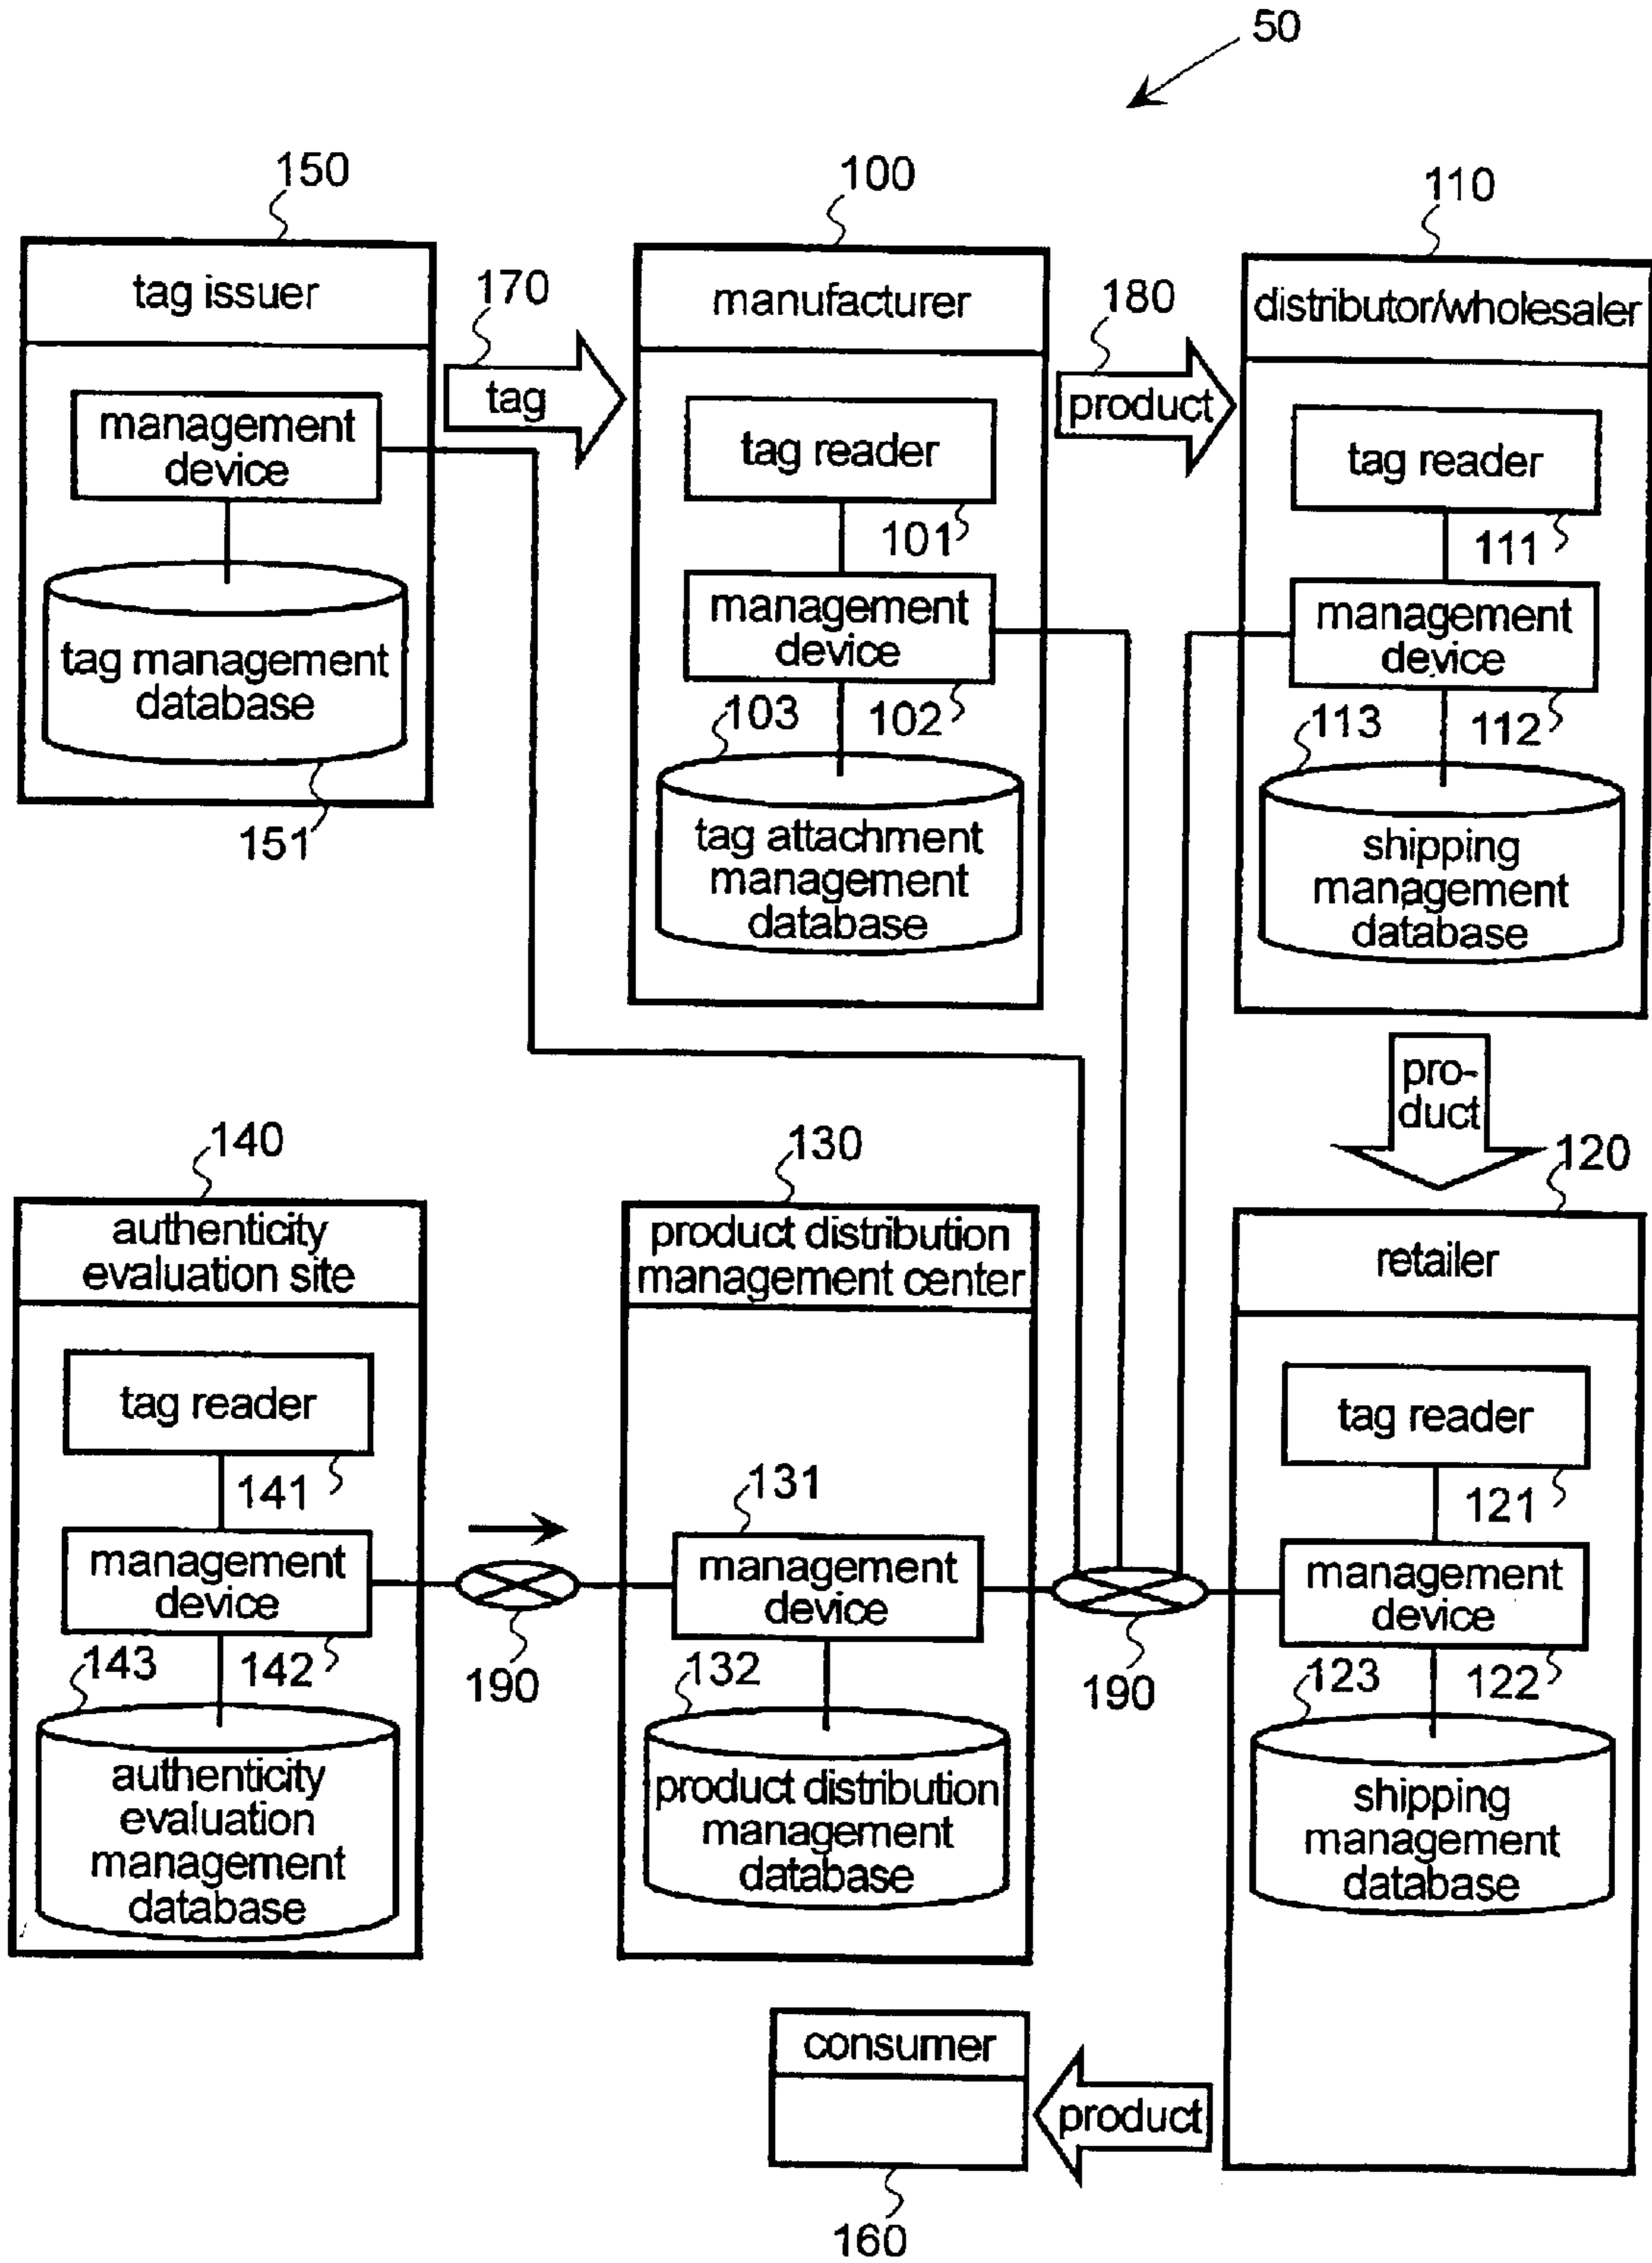 50
150
100
110
tag issuer
170
manufacturer
180
distributor/wholesaler
management
device
tag
tag reader
product
tag reader
101
111
management
device
management
device
tag management
database
103
102
113
112
151
tag attachment
management
database
shipping
management
database
pro-
duct
140
130
120
authenticity
evaluation site
product distribution
management center
retailer
tag reader
tag reader
141
131
121
management
device
management
device
management
device
143
142
190
132
190
123
122
authenticity
evaluation
management
database
product distribution
management
database
shipping
management
database
consumer
product
160